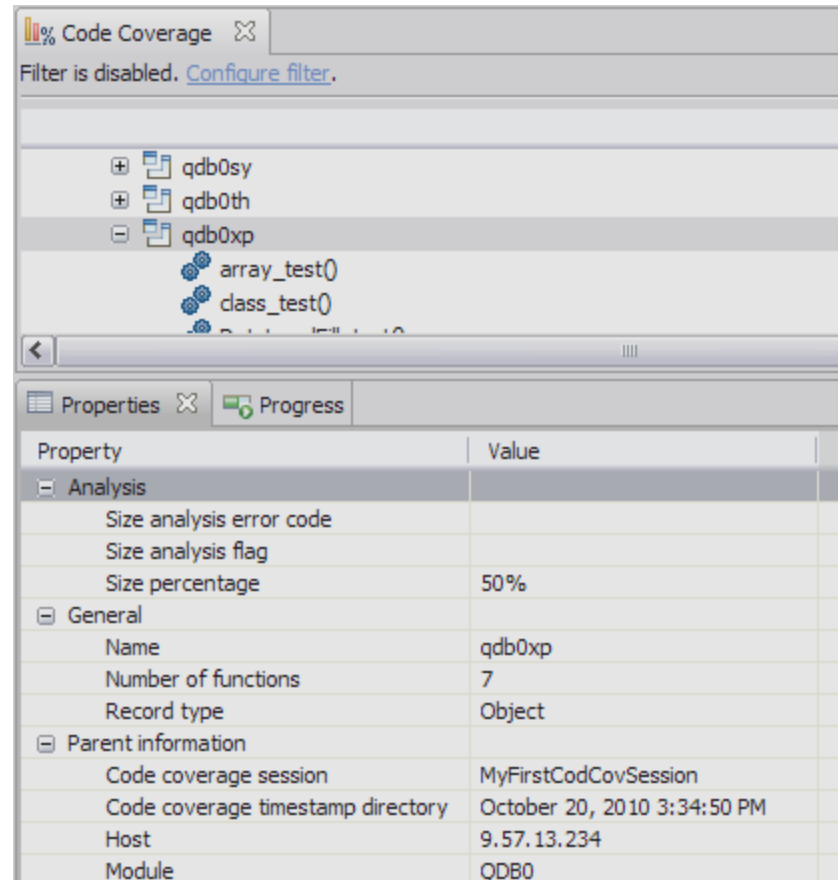 Code Coverage
Filter is disabled. Configure filter.
qdb0sy
qdb0th
qdb0xp
array_test()
class_test()
Properties Progress
Property Value
Analysis
Size analysis error code
Size analysis flag
Size percentage 50%
General
Name qdb0xp
Number of functions 7
Record type Object
Parent information
Code coverage session MyFirstCodCovSession
Code coverage timestamp directory October 20, 2010 3:34:50 PM
Host 9.57.13.234
Module QDB0